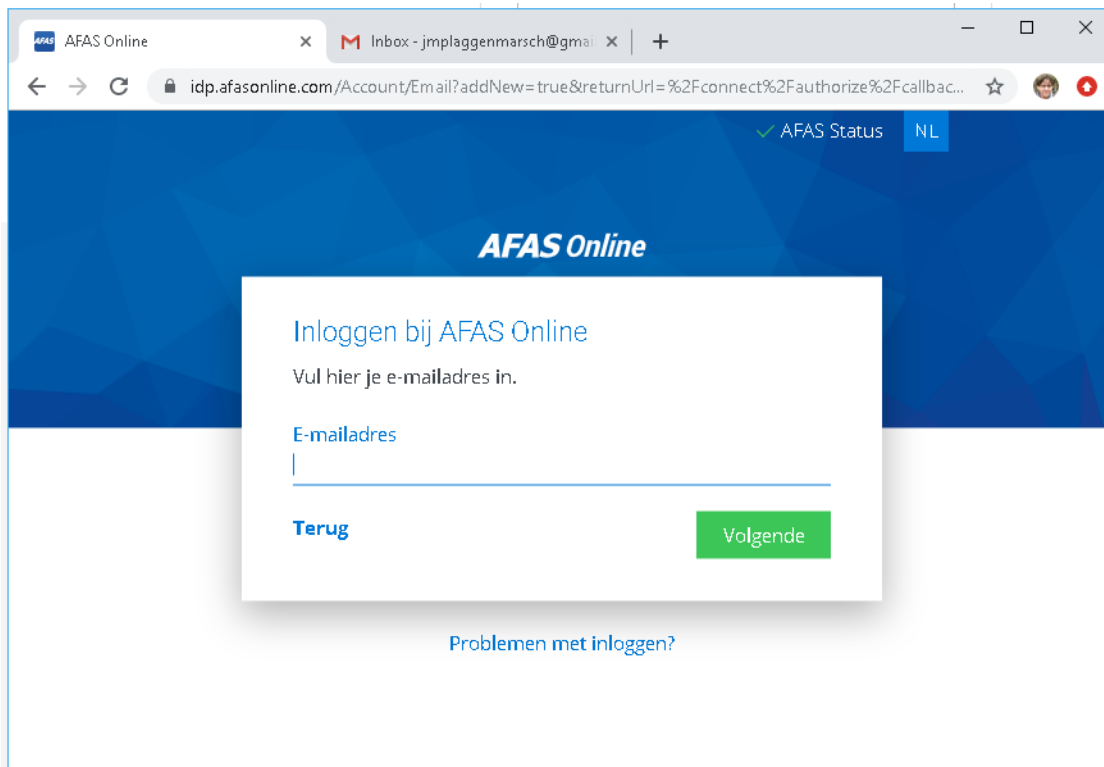 AFAS AFAS Online
Inbox - jmplaggenmarsch@gmai
idp.afasonline.com/Account/Email?addNew=true&returnUrl=%2Fconnect%2Fauthorize%2Fcallbac...
AFAS Status NL
AFAS Online
Inloggen bij AFAS Online
Vul hier je e-mailadres in.
E-mailadres
Terug
Volgende
Problemen met inloggen?